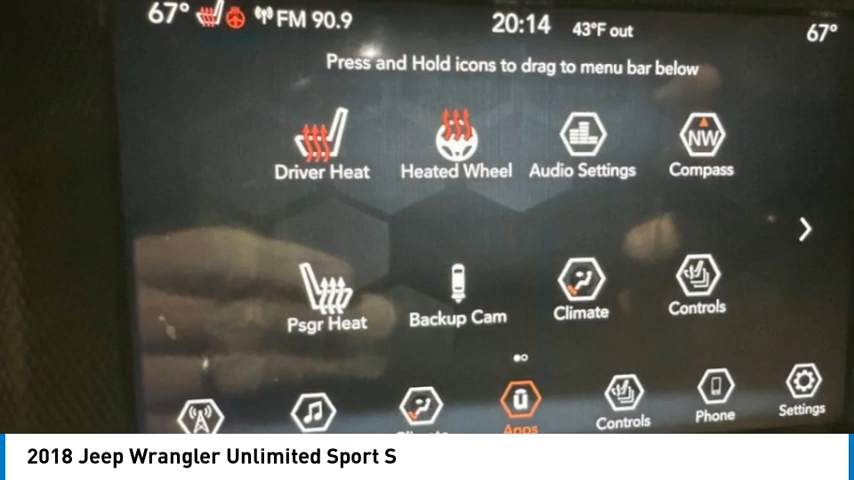 67° FM 90.9 20:14 43°F out 67°
Press and Hold icons to drag to menu bar below
Driver Heat Heated Wheel Audio Settings NW Compass
Psgr Heat Backup Cam Climate Controls
Apps Controls Phone Settings
2018 Jeep Wrangler Unlimited Sport S